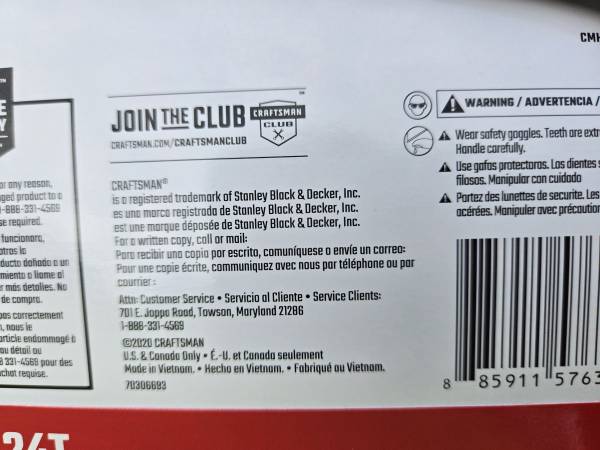 CMH
JOIN THE CLUB
CRAFTSMAN
CLUB
CRAFTSMAN.COM/CRAFTSMANCLUB
WARNING / ADVERTENCIA /
Wear safety goggles. Teeth are
Handle carefully.
Use gafas protectoras. Los dientes
filosos. Manipular con cuidado
Portez des lunettes de securite. Les
acérées. Manipuler avec
CRAFTSMAN®
is a registered trademark of Stanley Black & Decker, Inc.
es una marca registrada de Stanley Black & Decker, Inc.
est une marque déposée de Stanley Black & Decker, Inc.
For a written copy, call or mail:
Para recibir una copia por escrito, comuníquese o envíe un correo:
Pour une copie écrite, communiquez avec nous par téléphone ou par
courrier :
Attn: Customer Service • Servicio al Cliente • Service Clients:
701 E. Joppa Road, Towson, Maryland 21286
1-888-331-4569
©2020 CRAFTSMAN
U.S. & Canada Only • É.-U. et Canada seulement
Made in Vietnam. • Hecho en Vietnam. • Fabriqué au Vietnam.
70306693
or any reason,
product to a
1-888-331-4569
se required.
funcionara,
ducto dañado a un
o llame al
r más detalles. No
de compra.
pas correctement
n, nous le
article endommagé à
au détail ou
331-4569 pour des
achat requise.
8 85911 5763
24T